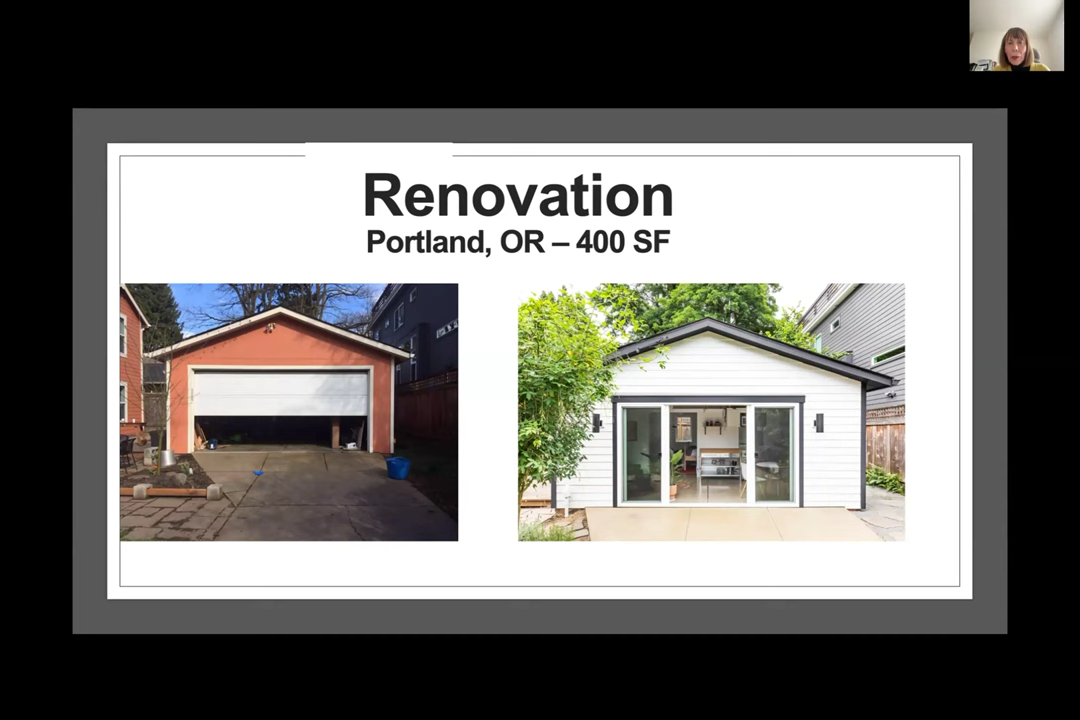 Renovation
Portland, OR – 400 SF